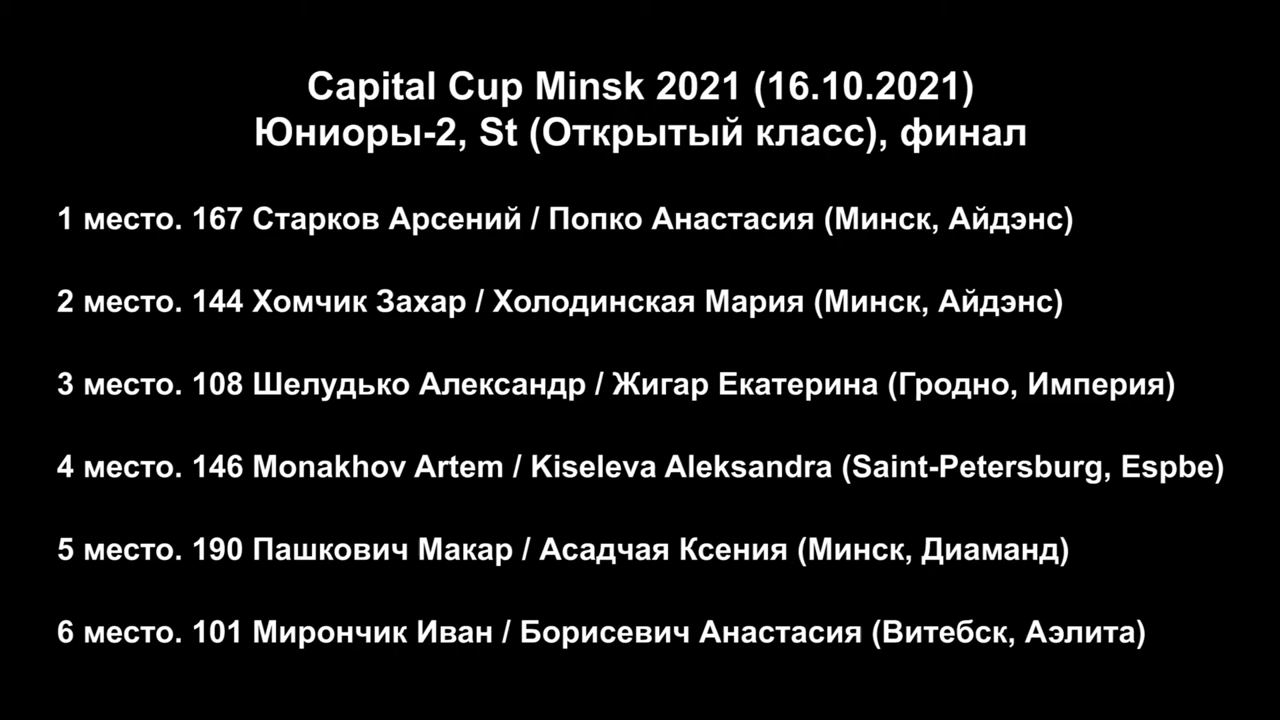 Capital Cup Minsk 2021 (16.10.2021)
Юниоры-2, St (Открытый класс), финал
1 место. 167 Старков Арсений / Попко Анастасия (Минск, Айдэнс)
2 место. 144 Хомчик Захар / Холодинская Мария (Минск, Айдэнс)
3 место. 108 Шелудько Александр / Жигар Екатерина (Гродно, Империя)
4 место. 146 Monakhov Artem / Kiseleva Aleksandra (Saint-Petersburg, Espbe)
5 место. 190 Пашкович Макар / Асадчая Ксения (Минск, Диаманд)
6 место. 101 Мирончик Иван / Борисевич Анастасия (Витебск, Аэлита)